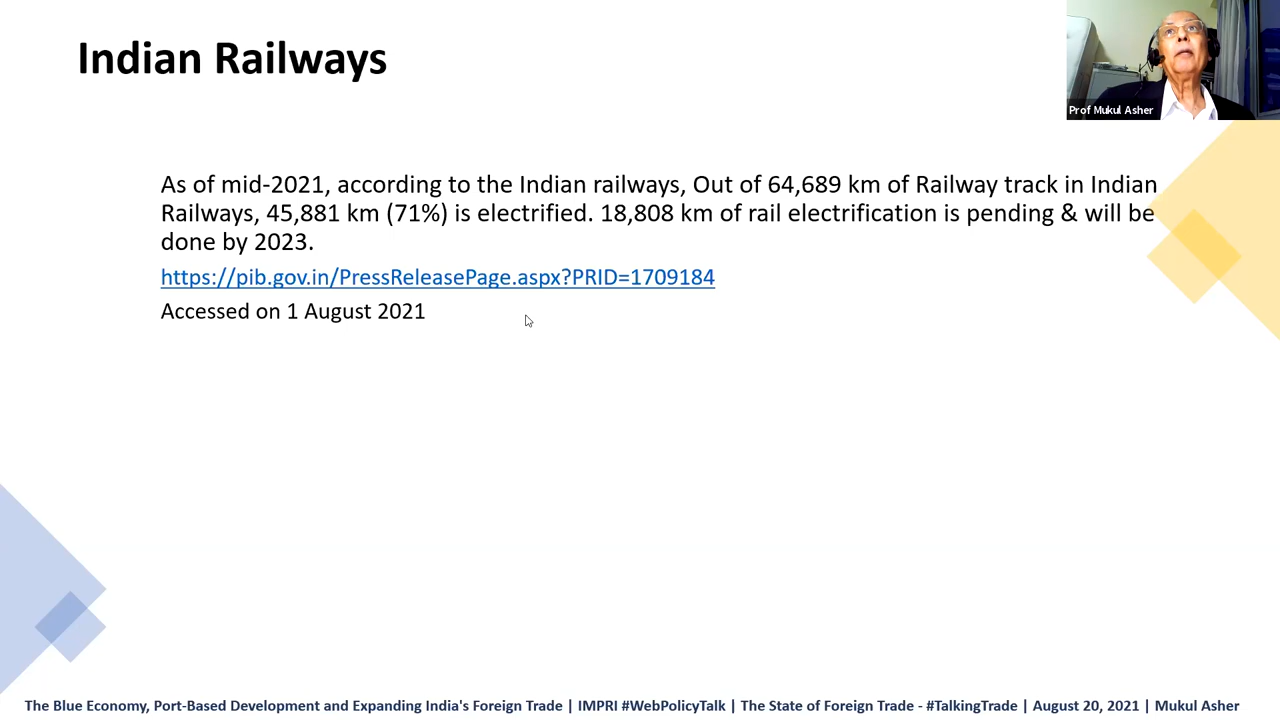 Indian Railways
Prof Mukul Asher
As of mid-2021, according to the Indian railways, Out of 64,689 km of Railway track in Indian
Railways, 45,881 km (71%) is electrified. 18,808 km of rail electrification is pending & will be
done by 2023.
https://pib.gov.in/PressReleasePage.aspx?PRID=1709184
Accessed on 1 August 2021
The Blue Economy, Port-Based Development and Expanding India's Foreign Trade | IMPRI #WebPolicyTalk | The State of Foreign Trade - #TalkingTrade | August 20, 2021 | Mukul Asher